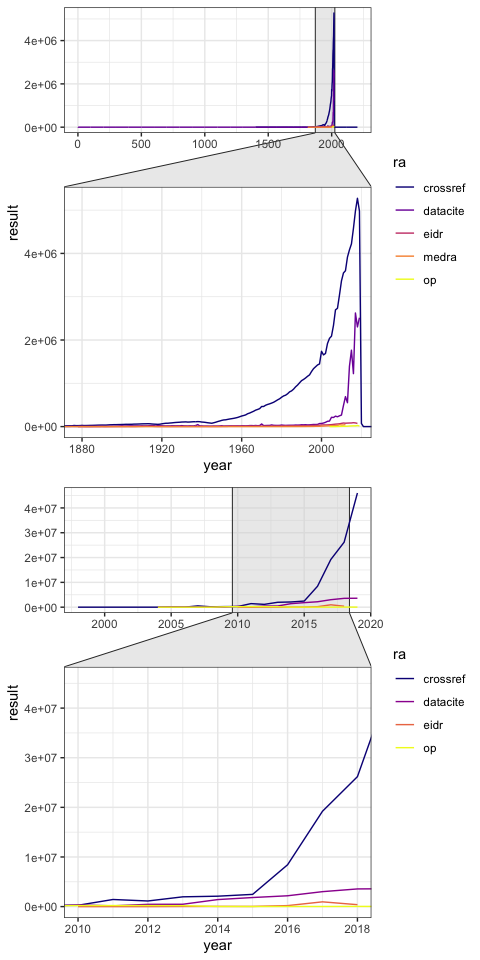 4e+06
2e+06
0e+00
0 500 1000 1500 2000
result
4e+06
2e+06
0e+00
1880 1920 1960 2000
year
ra
crossref
datacite
eidr
medra
op
4e+07
3e+07
2e+07
1e+07
0e+00
2000 2005 2010 2015 2020
result
4e+07
3e+07
2e+07
1e+07
0e+00
2010 2012 2014 2016 2018
year
ra
crossref
datacite
eidr
op